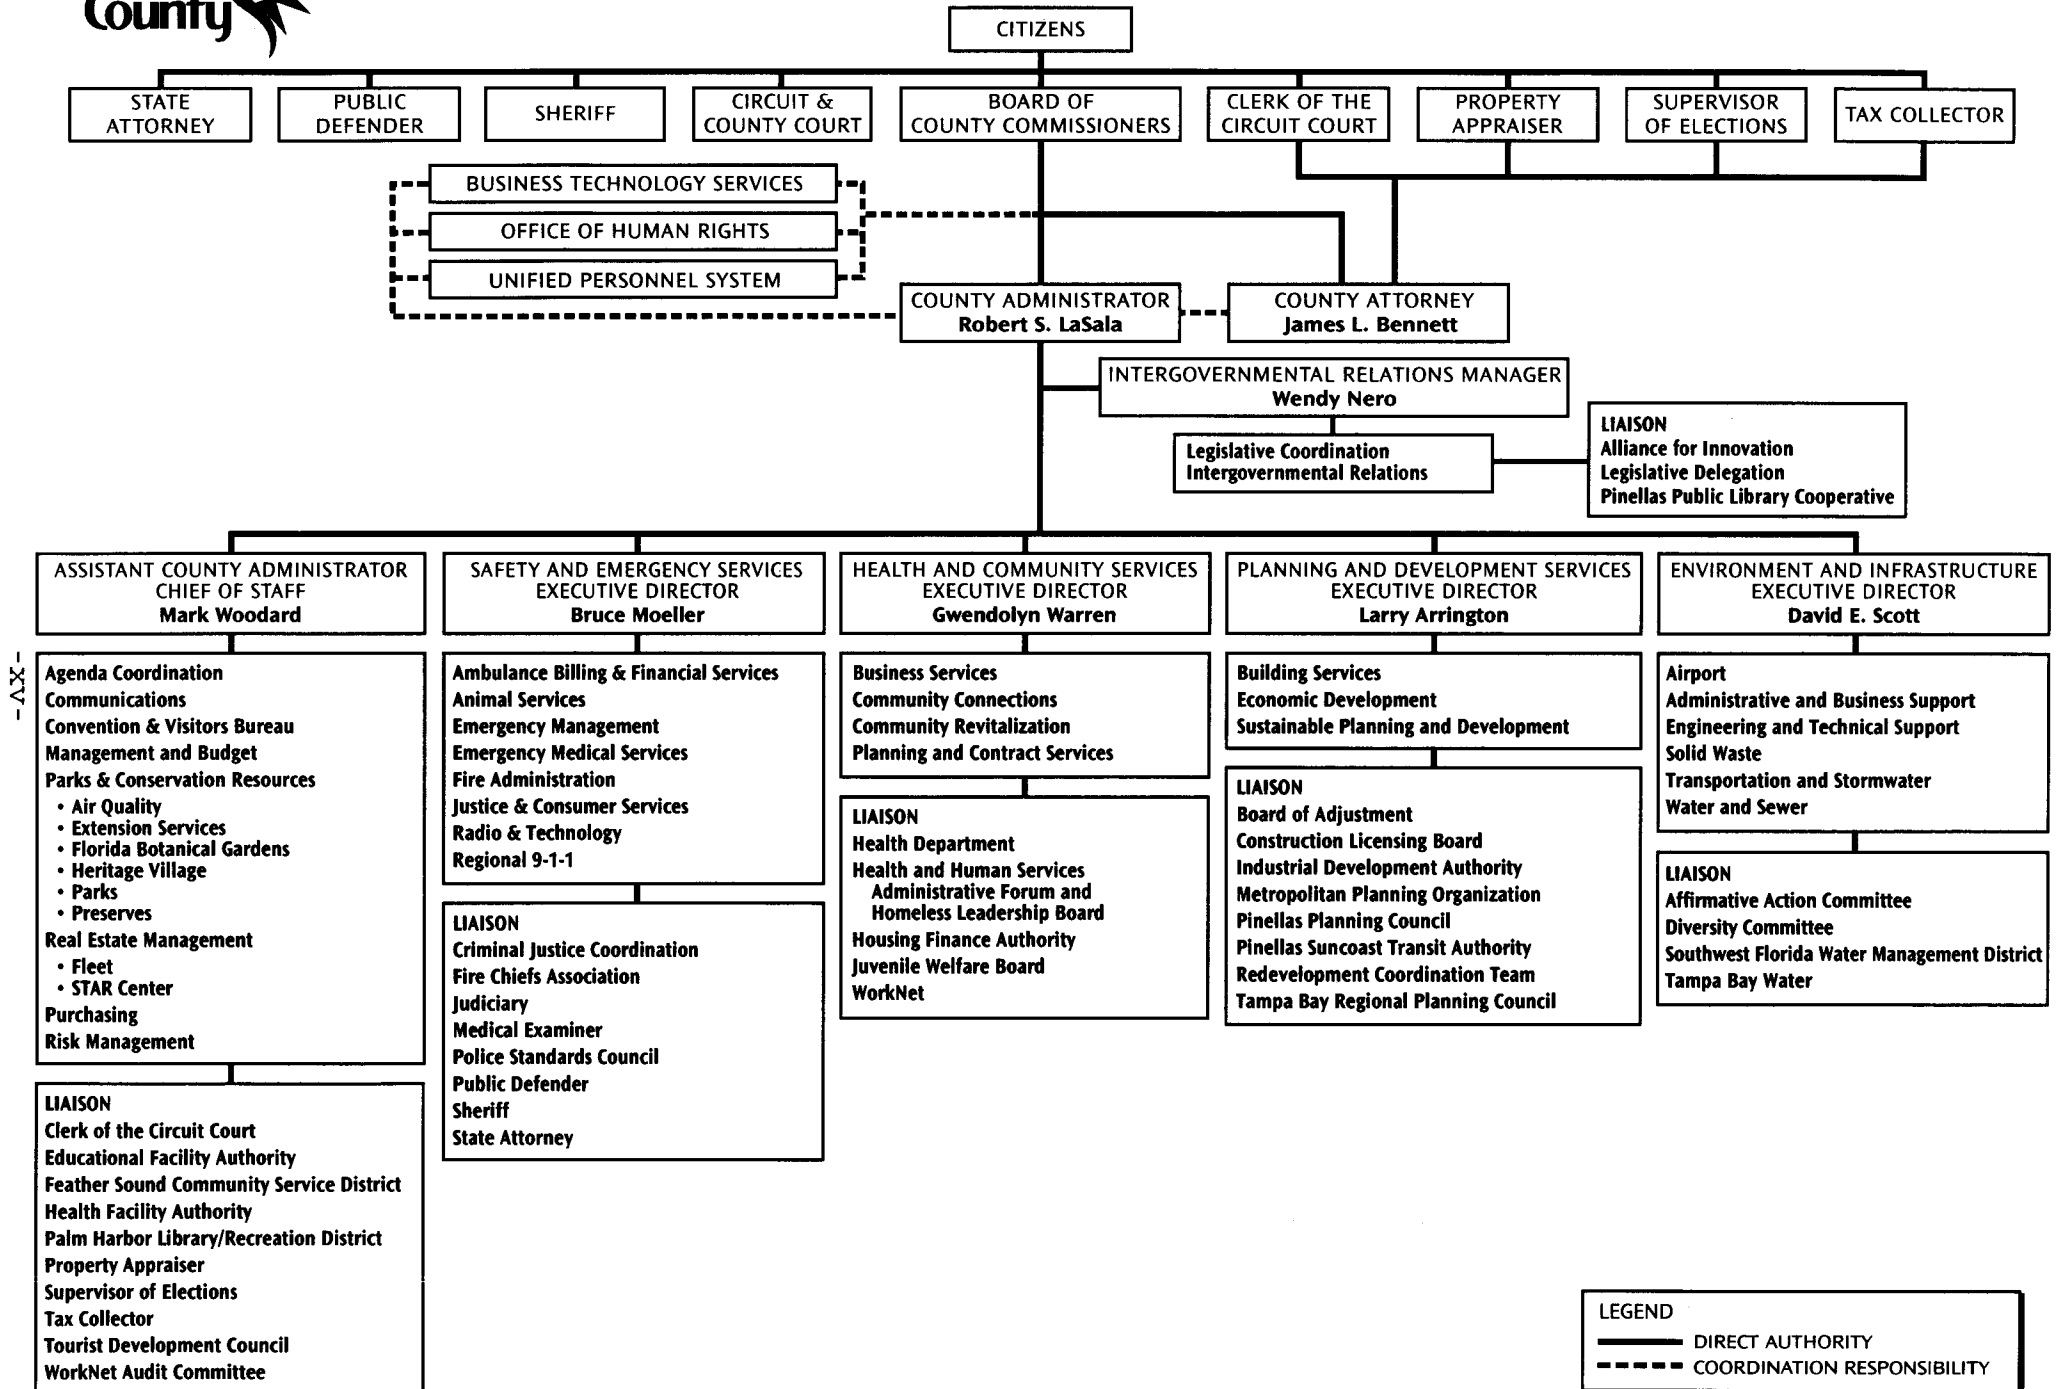 County
CITIZENS
STATE
ATTORNEY
PUBLIC
DEFENDER
SHERIFF
CIRCUIT &
COUNTY COURT
BOARD OF
COUNTY COMMISSIONERS
CLERK OF THE
CIRCUIT COURT
PROPERTY
APPRAISER
SUPERVISOR
OF ELECTIONS
TAX COLLECTOR
BUSINESS TECHNOLOGY SERVICES
OFFICE OF HUMAN RIGHTS
UNIFIED PERSONNEL SYSTEM
COUNTY ADMINISTRATOR
Robert S. LaSala
COUNTY ATTORNEY
James L. Bennett
INTERGOVERNMENTAL RELATIONS MANAGER
Wendy Nero
Legislative Coordination
Intergovernmental Relations
LIAISON
Alliance for Innovation
Legislative Delegation
Pinellas Public Library Cooperative
ASSISTANT COUNTY ADMINISTRATOR
CHIEF OF STAFF
Mark Woodard
Agenda Coordination
Communications
Convention & Visitors Bureau
Management and Budget
Parks & Conservation Resources
• Air Quality
• Extension Services
• Florida Botanical Gardens
• Heritage Village
• Parks
• Preserves
Real Estate Management
• Fleet
• STAR Center
Purchasing
Risk Management
LIAISON
Clerk of the Circuit Court
Educational Facility Authority
Feather Sound Community Service District
Health Facility Authority
Palm Harbor Library/Recreation District
Property Appraiser
Supervisor of Elections
Tax Collector
Tourist Development Council
WorkNet Audit Committee
SAFETY AND EMERGENCY SERVICES
EXECUTIVE DIRECTOR
Bruce Moeller
Ambulance Billing & Financial Services
Animal Services
Emergency Management
Emergency Medical Services
Fire Administration
Justice & Consumer Services
Radio & Technology
Regional 9-1-1
LIAISON
Criminal Justice Coordination
Fire Chiefs Association
Judiciary
Medical Examiner
Police Standards Council
Public Defender
Sheriff
State Attorney
HEALTH AND COMMUNITY SERVICES
EXECUTIVE DIRECTOR
Gwendolyn Warren
Business Services
Community Connections
Community Revitalization
Planning and Contract Services
LIAISON
Health Department
Health and Human Services
Administrative Forum and
Homeless Leadership Board
Housing Finance Authority
Juvenile Welfare Board
WorkNet
PLANNING AND DEVELOPMENT SERVICES
EXECUTIVE DIRECTOR
Larry Arrington
Building Services
Economic Development
Sustainable Planning and Development
LIAISON
Board of Adjustment
Construction Licensing Board
Industrial Development Authority
Metropolitan Planning Organization
Pinellas Planning Council
Pinellas Suncoast Transit Authority
Redevelopment Coordination Team
Tampa Bay Regional Planning Council
ENVIRONMENT AND INFRASTRUCTURE
EXECUTIVE DIRECTOR
David E. Scott
Airport
Administrative and Business Support
Engineering and Technical Support
Solid Waste
Transportation and Stormwater
Water and Sewer
LIAISON
Affirmative Action Committee
Diversity Committee
Southwest Florida Water Management District
Tampa Bay Water
-xv-
LEGEND
DIRECT AUTHORITY
COORDINATION RESPONSIBILITY